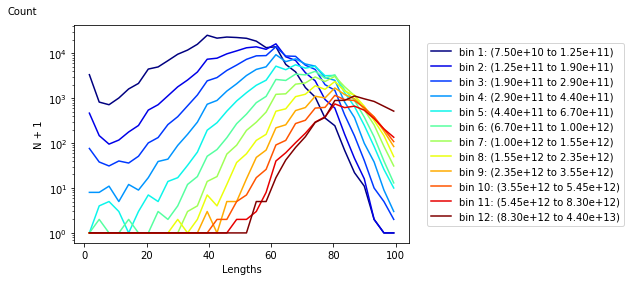 Count
10⁴
10³
10²
10¹
10⁰
N + 1
0 20 40 60 80 100
Lengths
bin 1: (7.50e+10 to 1.25e+11)
bin 2: (1.25e+11 to 1.90e+11)
bin 3: (1.90e+11 to 2.90e+11)
bin 4: (2.90e+11 to 4.40e+11)
bin 5: (4.40e+11 to 6.70e+11)
bin 6: (6.70e+11 to 1.00e+12)
bin 7: (1.00e+12 to 1.55e+12)
bin 8: (1.55e+12 to 2.35e+12)
bin 9: (2.35e+12 to 3.55e+12)
bin 10: (3.55e+12 to 5.45e+12)
bin 11: (5.45e+12 to 8.30e+12)
bin 12: (8.30e+12 to 4.40e+13)